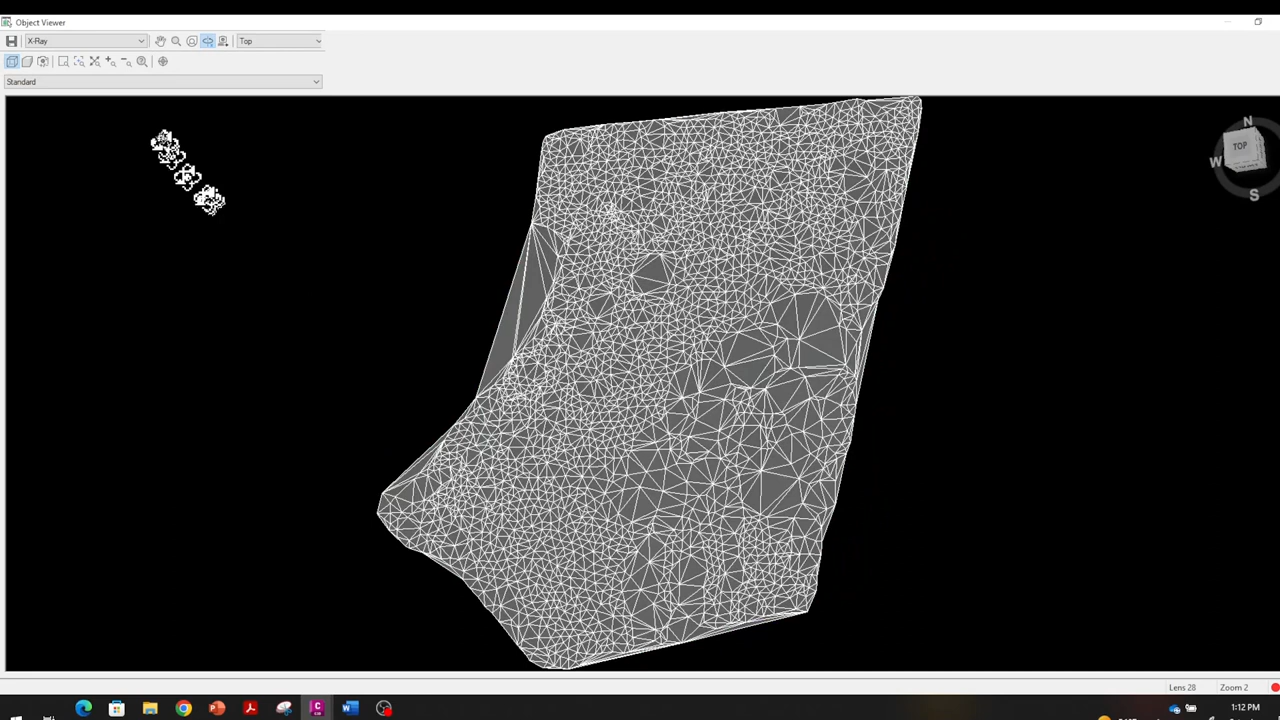 Object Viewer
X-Ray
Top
Standard
N
TOP
W
S
Lens 28
Zoom 2
1:12 PM